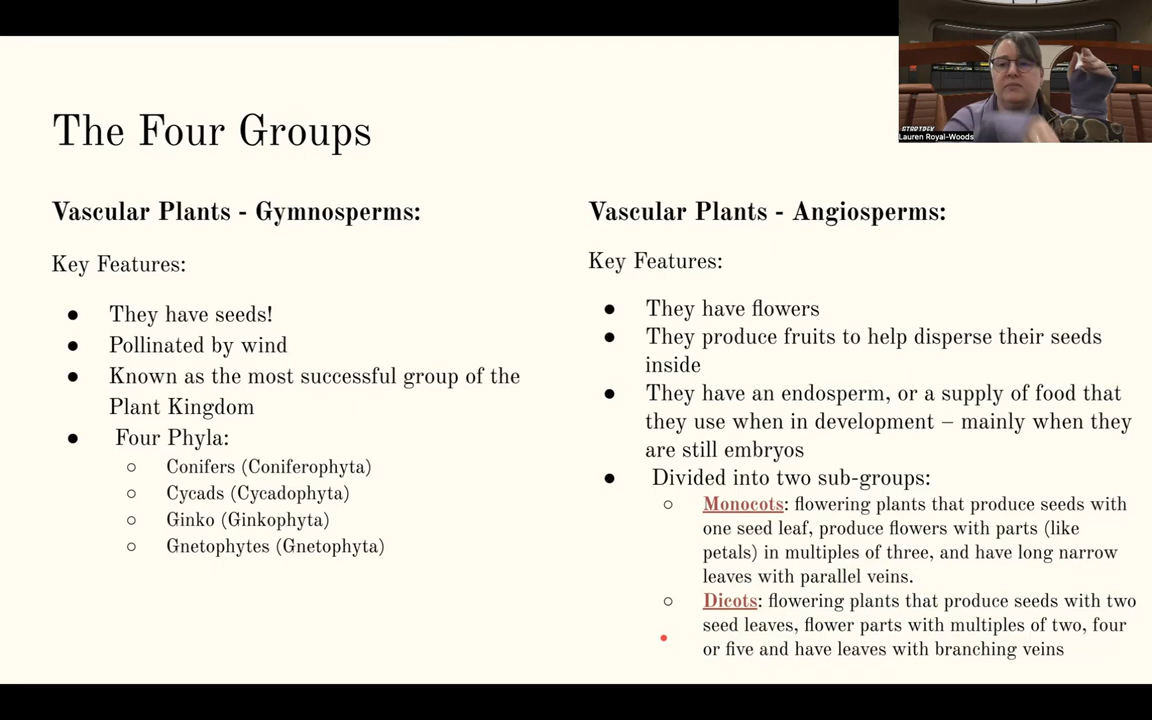 The Four Groups
Vascular Plants - Gymnosperms:
Key Features:
● They have seeds!
● Pollinated by wind
● Known as the most successful group of the
Plant Kingdom
● Four Phyla:
○ Conifers (Coniferophyta)
○ Cycads (Cycadophyta)
○ Ginko (Ginkophyta)
○ Gnetophytes (Gnetophyta)
Vascular Plants - Angiosperms:
Key Features:
● They have flowers
● They produce fruits to help disperse their seeds
inside
● They have an endosperm, or a supply of food that
they use when in development – mainly when they
are still embryos
● Divided into two sub-groups:
○ Monocots: flowering plants that produce seeds with
one seed leaf, produce flowers with parts (like
petals) in multiples of three, and have long narrow
leaves with parallel veins.
○ Dicots: flowering plants that produce seeds with two
seed leaves, flower parts with multiples of two, four
or five and have leaves with branching veins
Lauren Royal-Woods